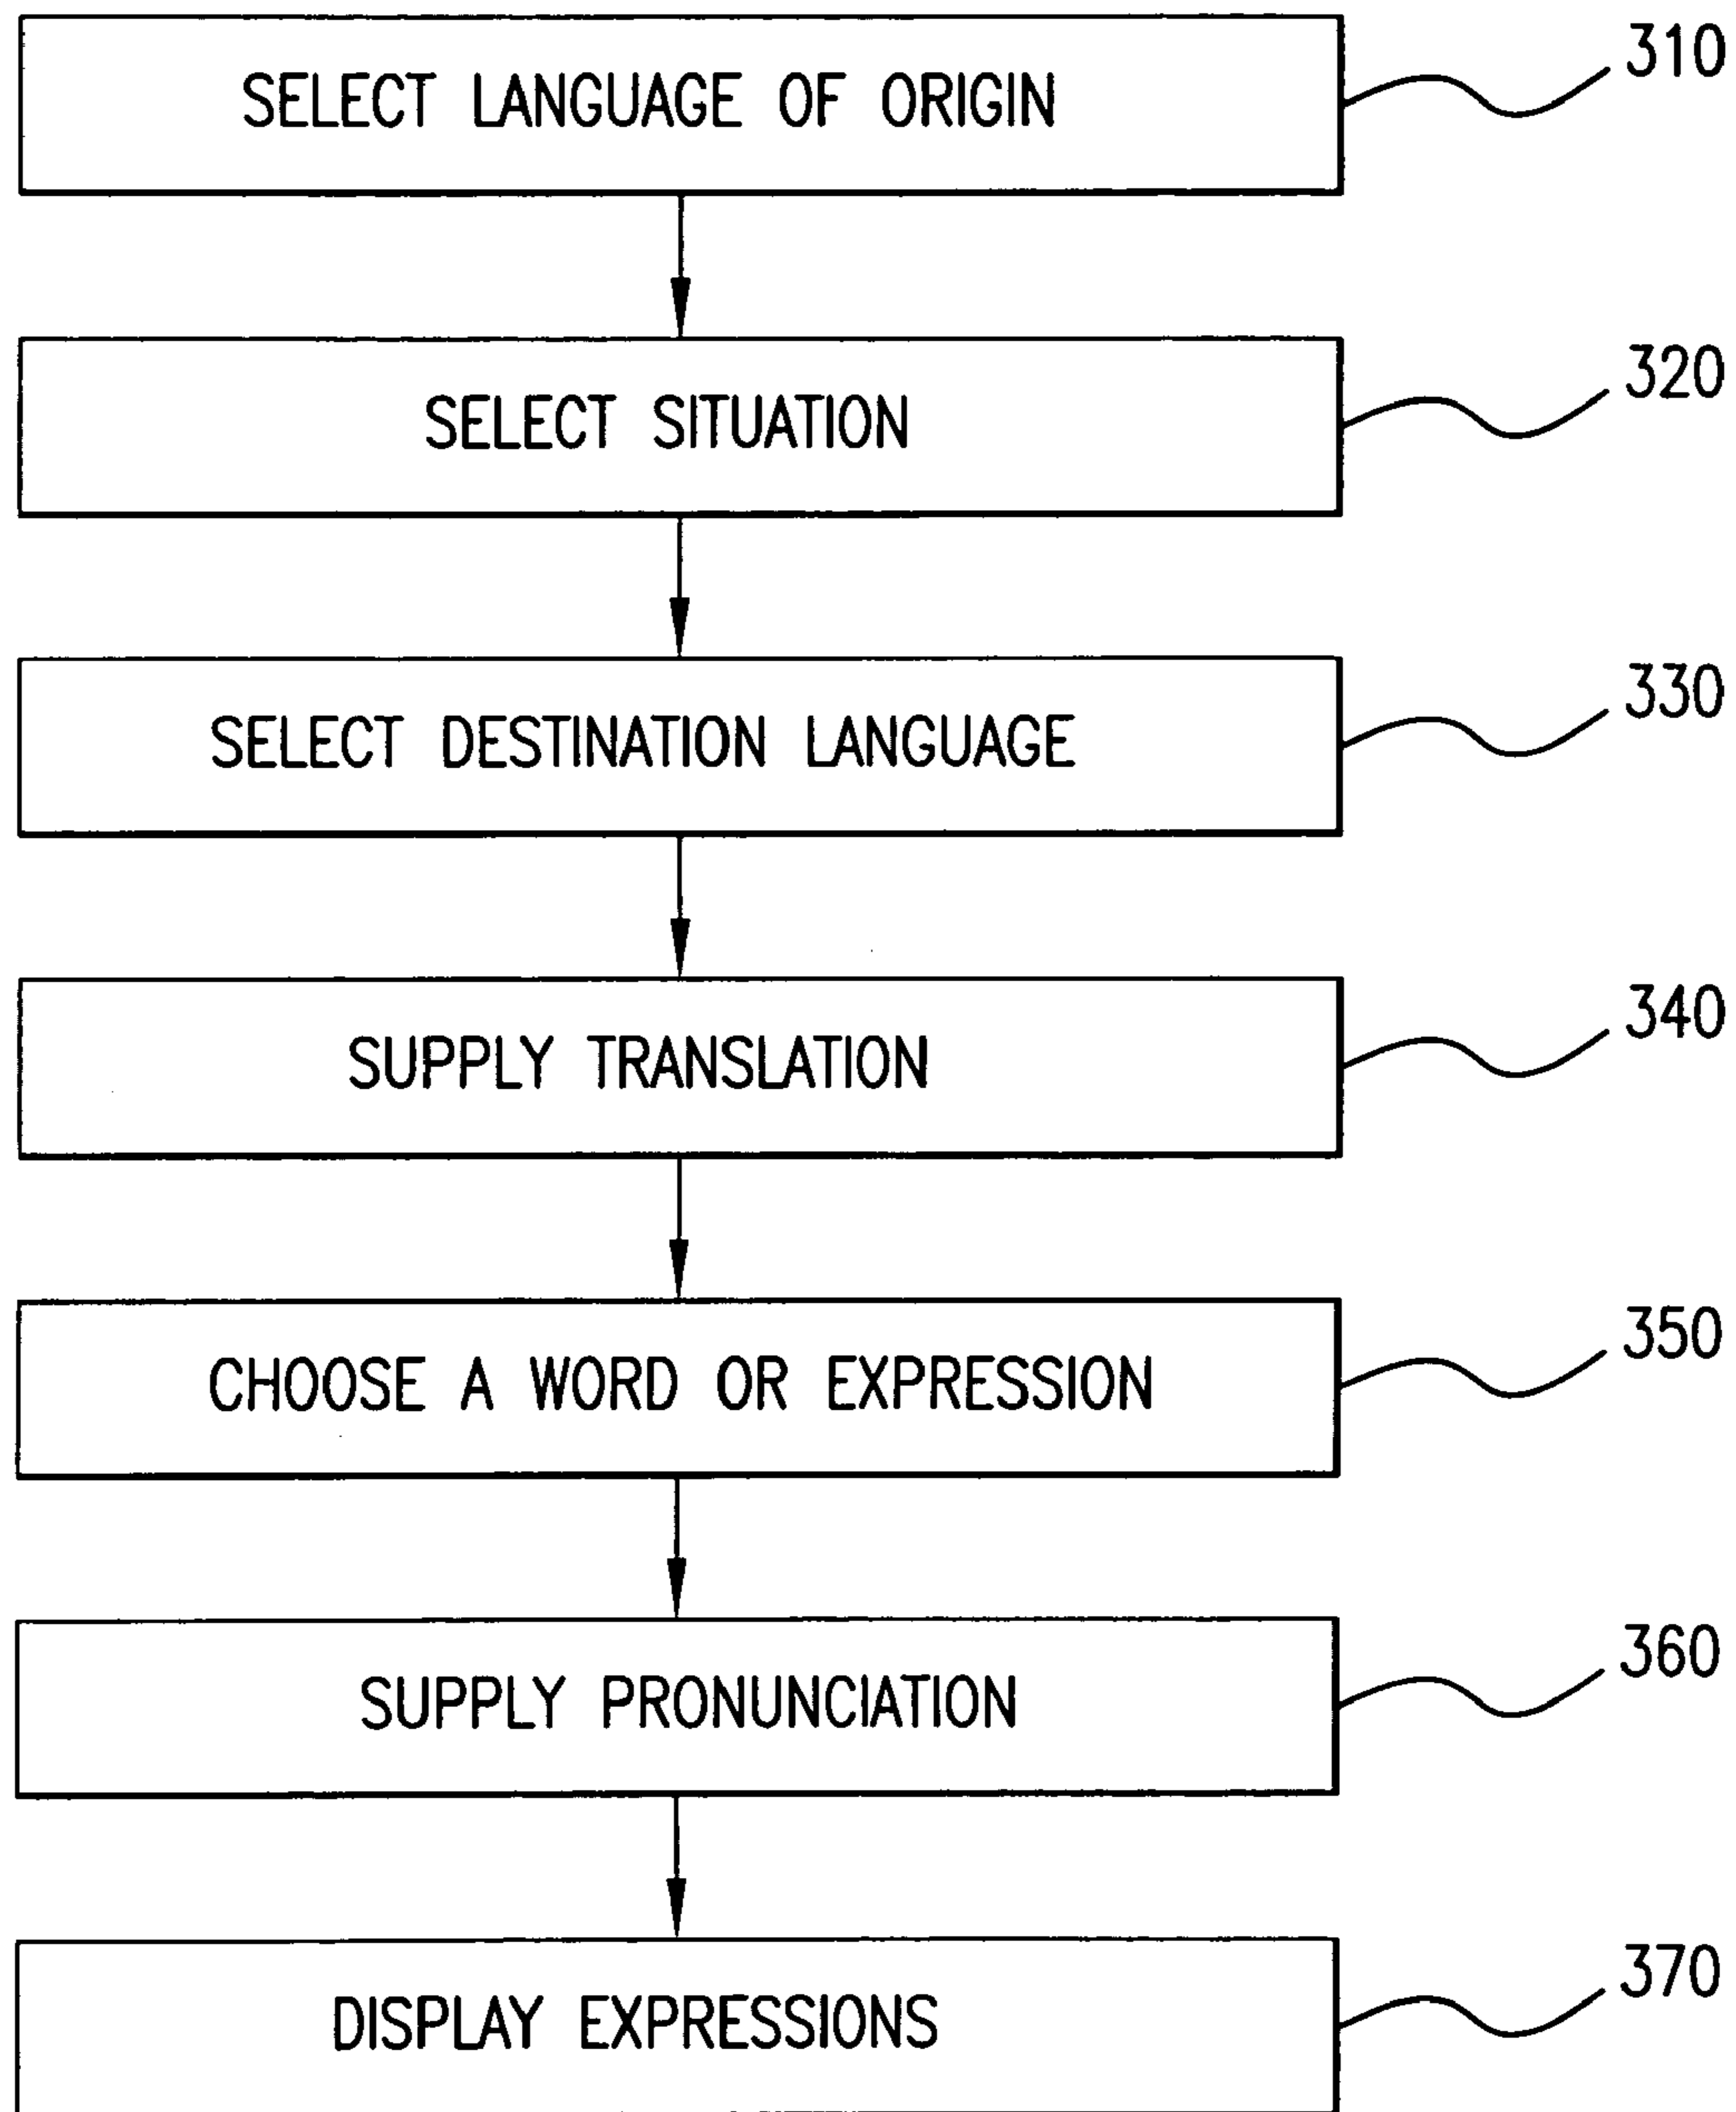 SELECT LANGUAGE OF ORIGIN
310
SELECT SITUATION
320
SELECT DESTINATION LANGUAGE
330
SUPPLY TRANSLATION
340
CHOOSE A WORD OR EXPRESSION
350
SUPPLY PRONUNCIATION
360
DISPLAY EXPRESSIONS
370